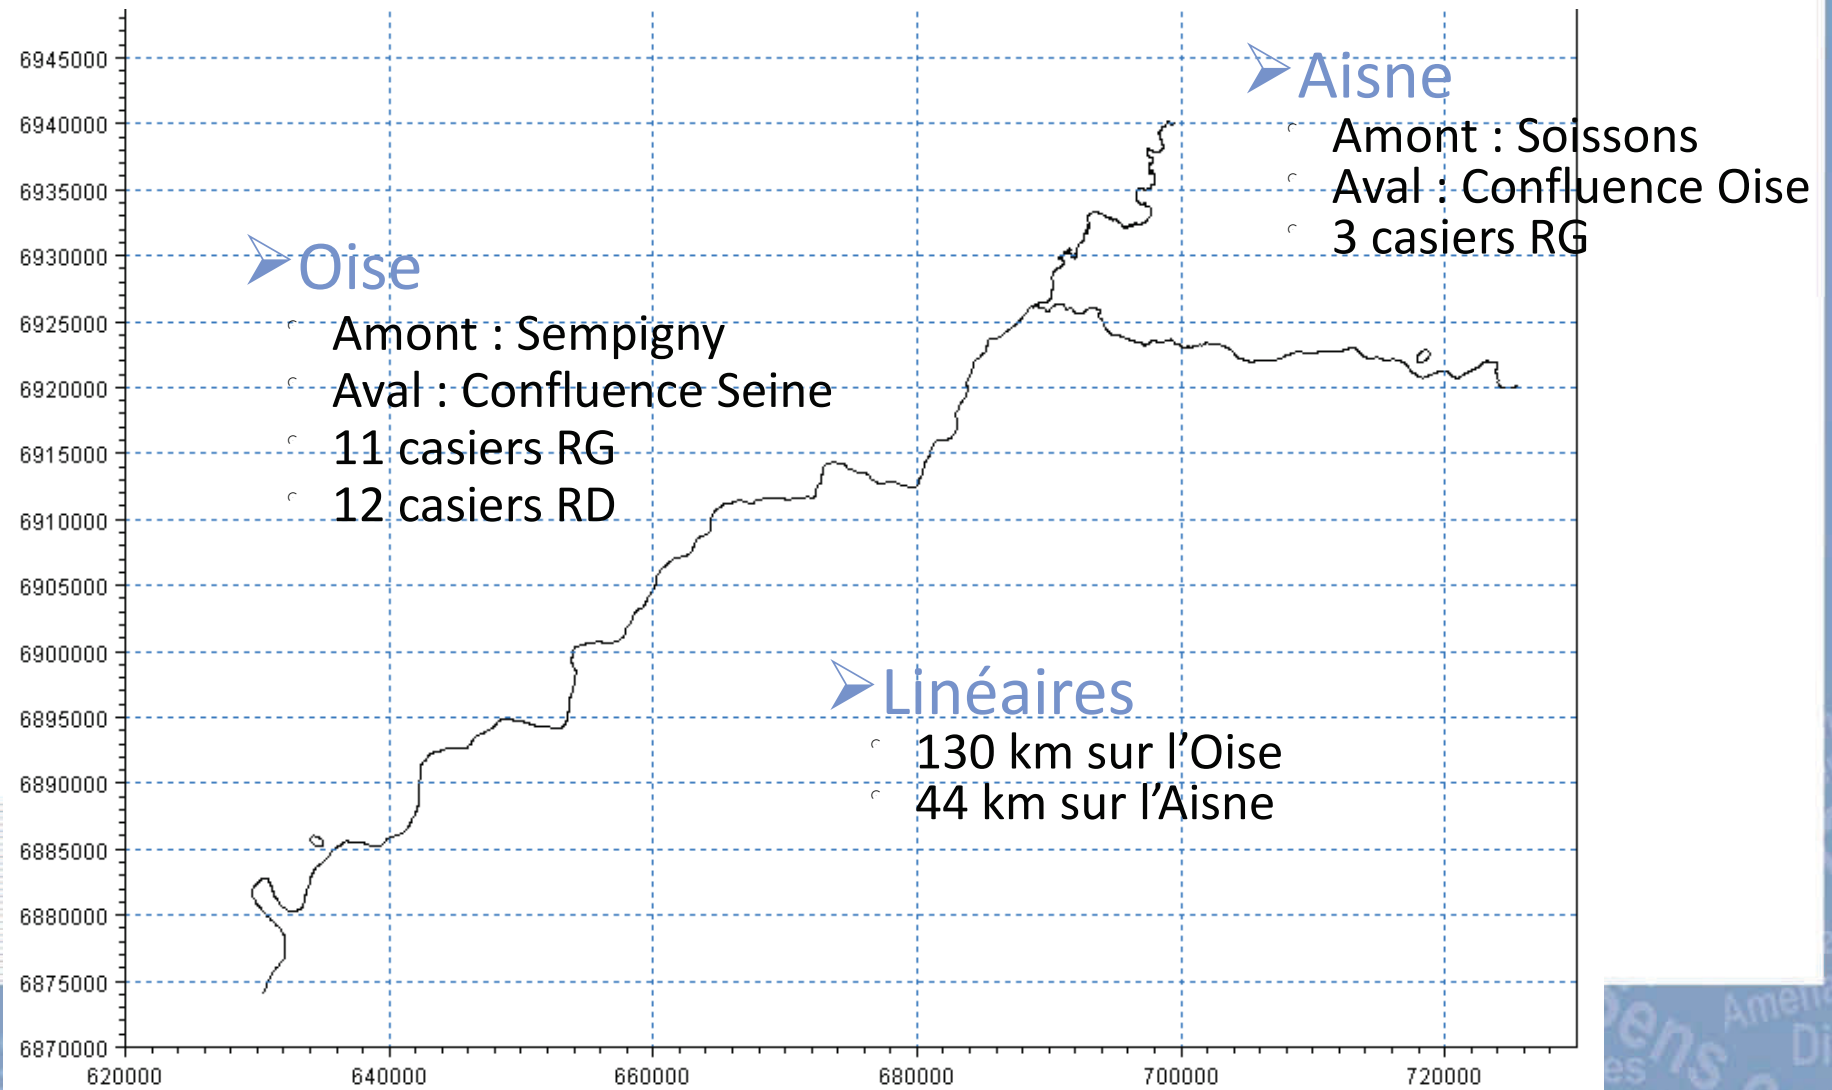 6945000
6940000
6935000
6930000
6925000
6920000
6915000
6910000
6905000
6900000
6895000
6890000
6885000
6880000
6875000
6870000
620000 640000 660000 680000 700000 720000
Aisne
Amont : Soissons
Aval : Confluence Oise
3 casiers RG
Oise
Amont : Sempigny
Aval : Confluence Seine
11 casiers RG
12 casiers RD
Linéaires
130 km sur l’Oise
44 km sur l’Aisne